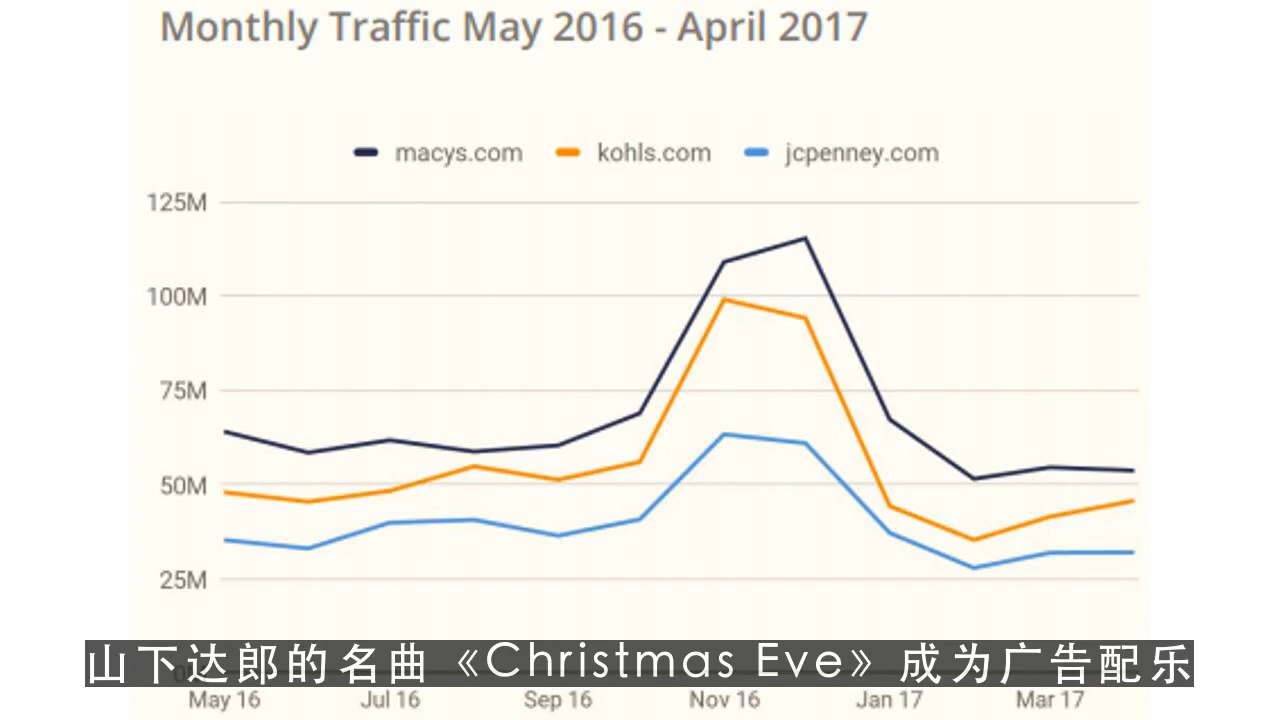 Monthly Traffic May 2016 - April 2017
macys.com kohls.com jcpenney.com
125M
100M
75M
50M
25M
山下达郎的名曲《Christmas Eve》成为广告配乐
May 16 Jul 16 Sep 16 Nov 16 Jan 17 Mar 17